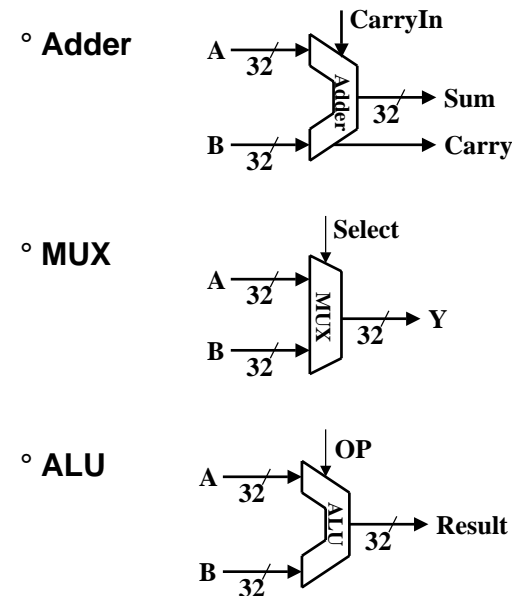 CarryIn
° Adder
A
32
Adder
32
Sum
B
32
Carry
Select
° MUX
A
32
MUX
32
Y
B
32
OP
° ALU
A
32
ALU
32
Result
B
32